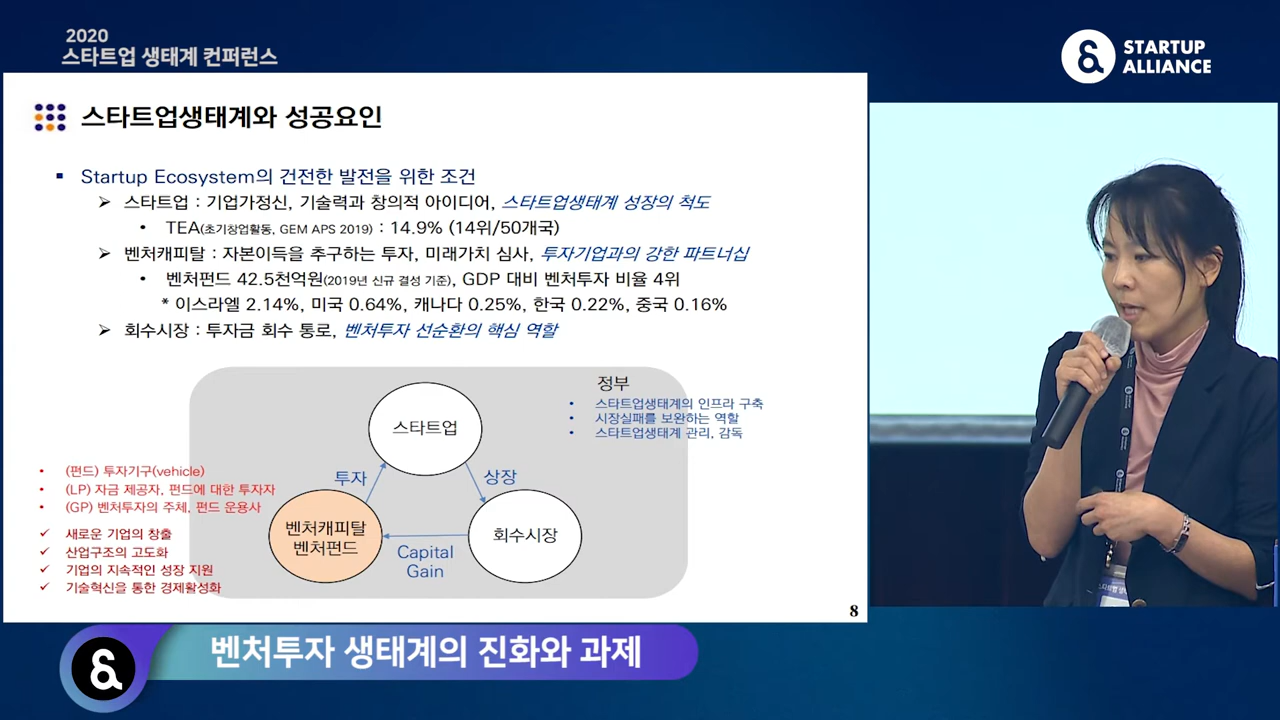 2020
스타트업 생태계 컨퍼런스
STARTUP
ALLIANCE
스타트업생태계와 성공요인
▪ Startup Ecosystem의 건전한 발전을 위한 조건
➢ 스타트업 : 기업가정신, 기술력과 창의적 아이디어, 스타트업생태계 성장의 척도
• TEA(초기창업활동, GEM APS 2019) : 14.9% (14위/50개국)
➢ 벤처캐피탈 : 자본이득을 추구하는 투자, 미래가치 심사, 투자기업과의 강한 파트너십
• 벤처펀드 42.5천억원(2019년 신규 결성 기준), GDP 대비 벤처투자 비율 4위
* 이스라엘 2.14%, 미국 0.64%, 캐나다 0.25%, 한국 0.22%, 중국 0.16%
➢ 회수시장 : 투자금 회수 통로, 벤처투자 선순환의 핵심 역할
정부
• 스타트업생태계의 인프라 구축
• 시장실패를 보완하는 역할
• 스타트업생태계 관리, 감독
스타트업
투자
상장
• (펀드) 투자기구(vehicle)
• (LP) 자금 제공자, 펀드에 대한 투자자
• (GP) 벤처투자의 주체, 펀드 운용사
✓ 새로운 기업의 창출
✓ 산업구조의 고도화
✓ 기업의 지속적인 성장 지원
✓ 기술혁신을 통한 경제활성화
벤처캐피탈
벤처펀드
회수시장
Capital
Gain
8
벤처투자 생태계의 진화와 과제